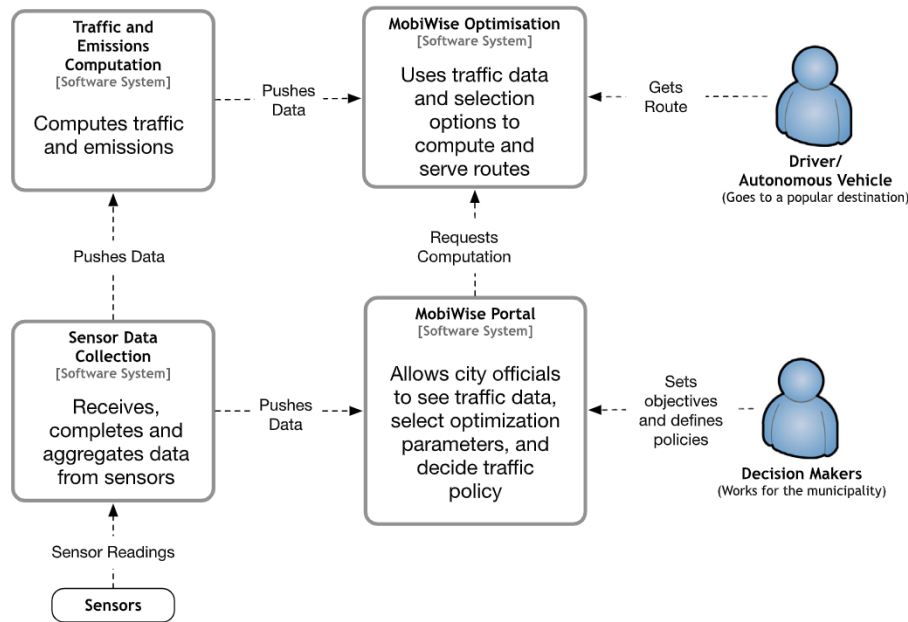 Traffic and
Emissions
Computation
[Software System]
Computes traffic
and emissions
Pushes
Data
MobiWise Optimisation
[Software System]
Uses traffic data
and selection
options to
compute and
serve routes
Gets
Route
Driver/
Autonomous Vehicle
(Goes to a popular destination)
Pushes Data
Requests
Computation
Sensor Data
Collection
[Software System]
Receives,
completes and
aggregates data
from sensors
Pushes
Data
MobiWise Portal
[Software System]
Allows city officials
to see traffic data,
select optimization
parameters, and
decide traffic
policy
Sets
objectives
and defines
policies
Decision Makers
(Works for the municipality)
Sensor Readings
Sensors